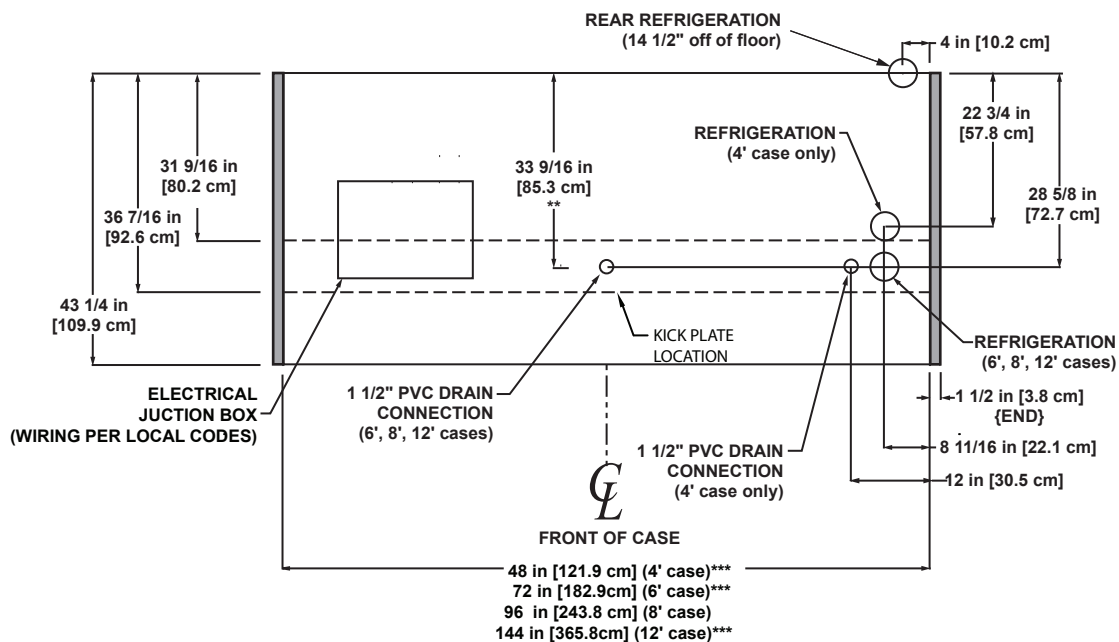 REAR REFRIGERATION
(14 1/2" off of floor)
4 in [10.2 cm]
22 3/4 in
[57.8 cm]
REFRIGERATION
(4' case only)
31 9/16 in
[80.2 cm]
33 9/16 in
[85.3 cm]
**
28 5/8 in
[72.7 cm]
36 7/16 in
[92.6 cm]
43 1/4 in
[109.9 cm]
KICK PLATE
LOCATION
REFRIGERATION
(6', 8', 12' cases)
ELECTRICAL
JUCTION BOX
(WIRING PER LOCAL CODES)
1 1/2" PVC DRAIN
CONNECTION
(6', 8', 12' cases)
1 1/2 in [3.8 cm]
{END}
1 1/2" PVC DRAIN
CONNECTION
(4' case only)
8 11/16 in [22.1 cm]
12 in [30.5 cm]
CL
FRONT OF CASE
48 in [121.9 cm] (4' case)***
72 in [182.9cm] (6' case)***
96 in [243.8cm] (8' case)
144 in [365.8cm] (12' case)***